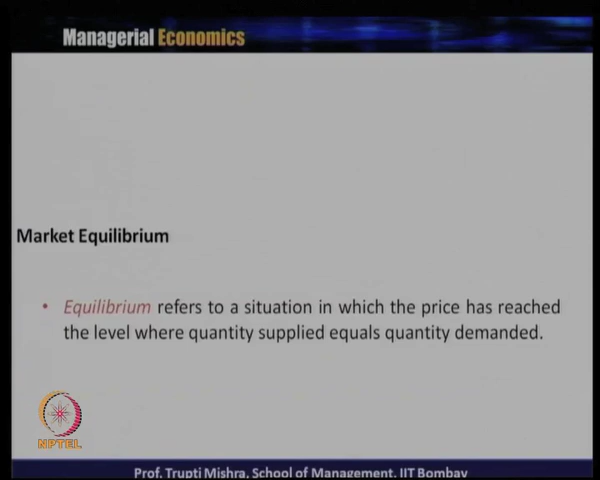 Managerial Economics
Market Equilibrium
• Equilibrium refers to a situation in which the price has reached
the level where quantity supplied equals quantity demanded.
NPTEL
Prof. Trupti Mishra, School of Management, IIT Bombay